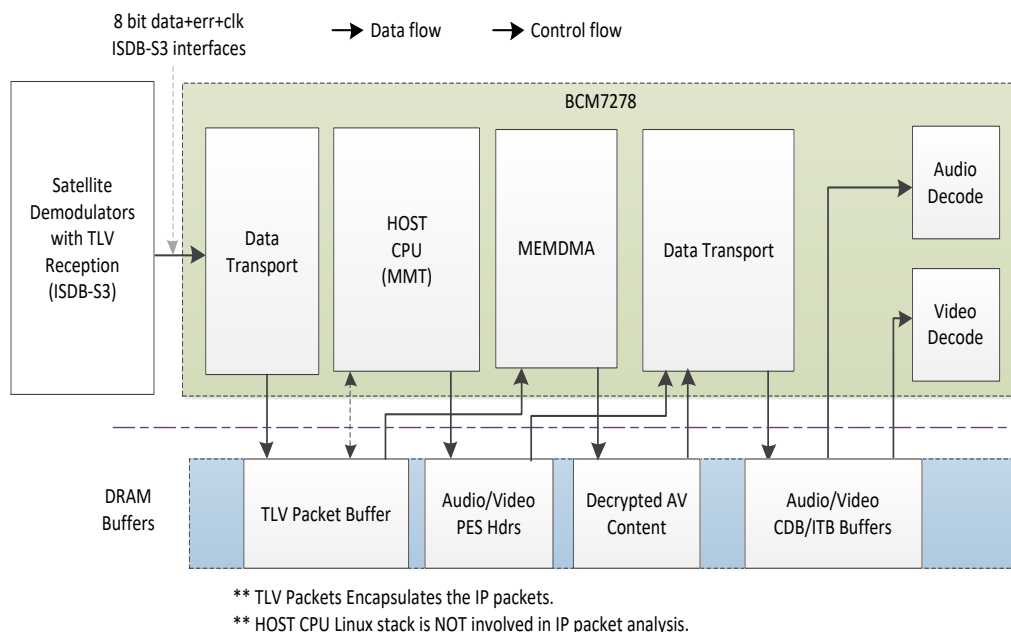 8 bit data+err+clk
ISDB-S3 interfaces
Data flow
Control flow
BCM7278
Satellite
Demodulators
with TLV
Reception
(ISDB-S3)
Data
Transport
HOST
CPU
(MMT)
MEMDMA
Data Transport
Audio
Decode
Video
Decode
DRAM
Buffers
TLV Packet Buffer
Audio/Video
PES Hdrs
Decrypted AV
Content
Audio/Video
CDB/ITB Buffers
** TLV Packets Encapsulates the IP packets.
** HOST CPU Linux stack is NOT involved in IP packet analysis.